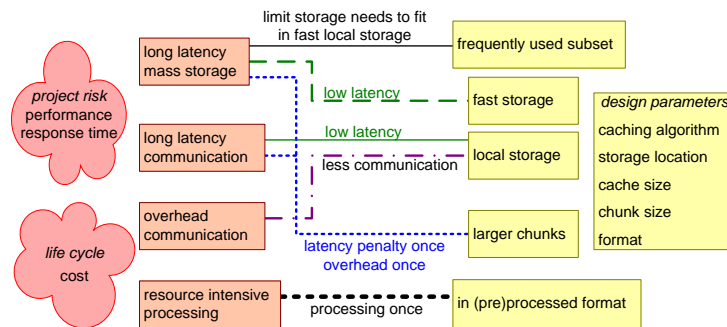 limit storage needs to fit
in fast local storage
long latency
mass storage
frequently used subset
project risk
performance
response time
low latency
fast storage
design parameters
caching algorithm
storage location
cache size
chunk size
format
long latency
communication
low latency
less communication
local storage
overhead
communication
life cycle
cost
latency penalty once
overhead once
larger chunks
resource intensive
processing
processing once
in (pre)processed format